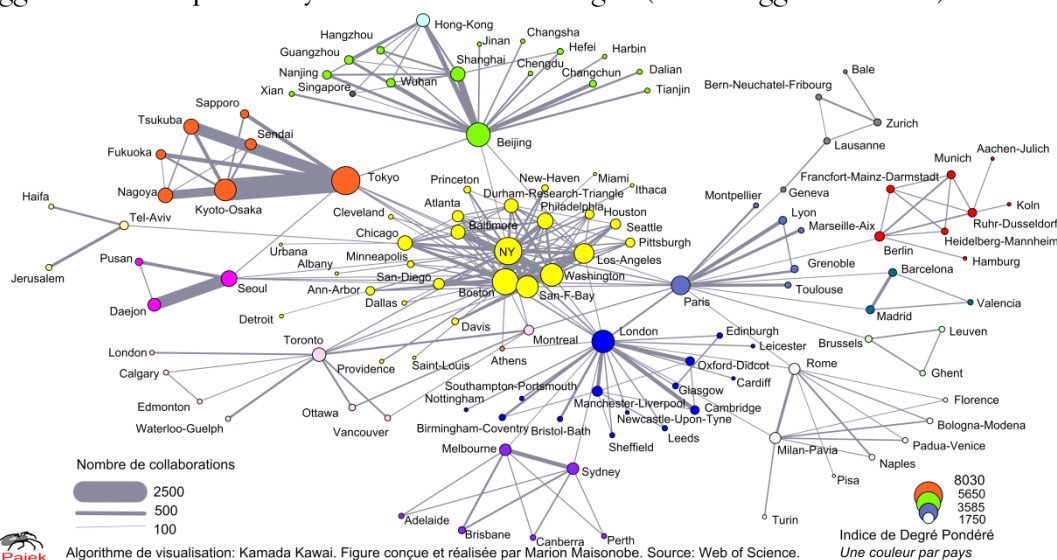 Hong-Kong
Hangzhou
Jinan
Changsha
Guangzhou
Shanghai
Hefei
Harbin
Nanjing
Wuhan
Chengdu
Dalian
Xian
Singapore
Changchun
Tianjin
Bale
Bern-Neuchatel-Fribourg
Zurich
Sapporo
Tsukuba
Sendai
Beijing
Lausanne
Aachen-Julich
Fukuoka
Munich
Tokyo
Princeton
New-Haven
Miami
Ithaca
Francfort-Mainz-Darmstadt
Geneva
Nagoya
Kyoto-Osaka
Durham-Research-Triangle
Montpellier
Koln
Haifa
Atlanta
Philadelphia
Houston
Lyon
Ruhr-Dusseldorf
Tel-Aviv
Cleveland
Baltimore
Seattle
Marseille-Aix
Heidelberg-Mannheim
Chicago
Pittsburgh
Berlin
Urbana
Minneapolis
NY
Los-Angeles
Hamburg
Pusan
Albany
Grenoble
Jerusalem
Seoul
San-Diego
Washington
Barcelona
Ann-Arbor
Boston
San-F-Bay
Paris
Toulouse
Daejon
Dallas
Valencia
Detroit
Davis
London
Madrid
Toronto
Montreal
Edinburgh
Brussels
Leuven
London
Athens
Leicester
Calgary
Providence
Saint-Louis
Oxford-Didcot
Rome
Ghent
Southampton-Portsmouth
Cardiff
Edmonton
Nottingham
Glasgow
Florence
Ottawa
Manchester-Liverpool
Cambridge
Waterloo-Guelph
Vancouver
Birmingham-Coventry
Bristol-Bath
Newcastle-Upon-Tyne
Bologna-Modena
Sheffield
Leeds
Melbourne
Milan-Pavia
Padua-Venice
Nombre de collaborations
Sydney
Naples
2500
Pisa
8030
500
5650
100
3585
Adelaide
Turin
1750
Brisbane
Canberra
Perth
Indice de Degré Pondéré
Pajek
Algorithme de visualisation: Kamada Kawai. Figure conçue et réalisée par Marion Maisonobe. Source: Web of Science.
Une couleur par pays